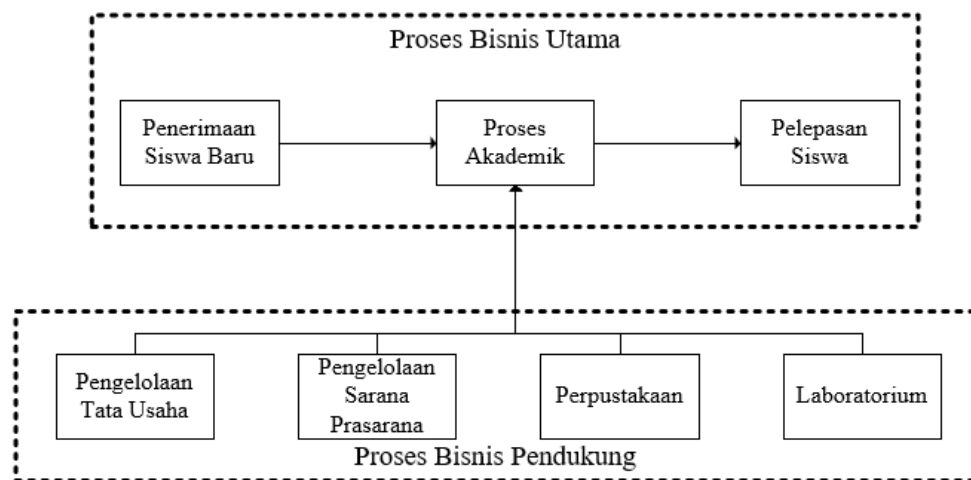 Proses Bisnis Utama
Penerimaan
Siswa Baru
Proses
Akademik
Pelepasan
Siswa
Pengelolaan
Tata Usaha
Pengelolaan
Sarana
Prasarana
Perpustakaan
Laboratorium
Proses Bisnis Pendukung